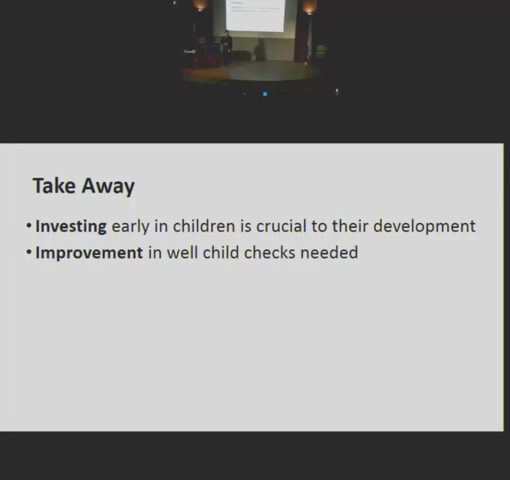 Take Away
• Investing early in children is crucial to their development
• Improvement in well child checks needed